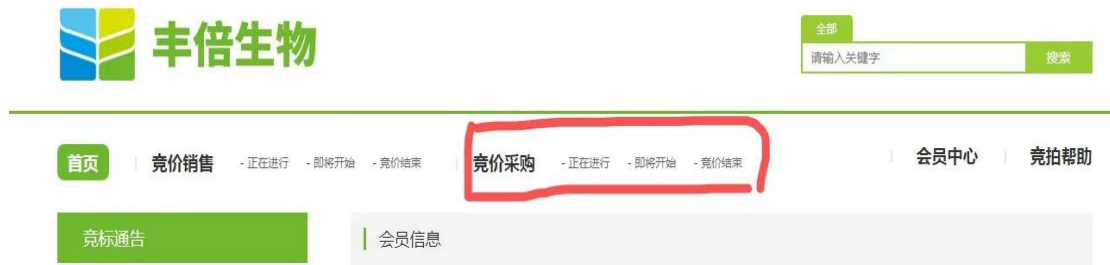 丰倍生物
全部
请输入关键字 搜索
首页 竞价销售 - 正在进行 - 即将开始 - 竞价结束 竞价采购 - 正在进行 - 即将开始 - 竞价结束 会员中心 竞拍帮助
竞标通告 会员信息